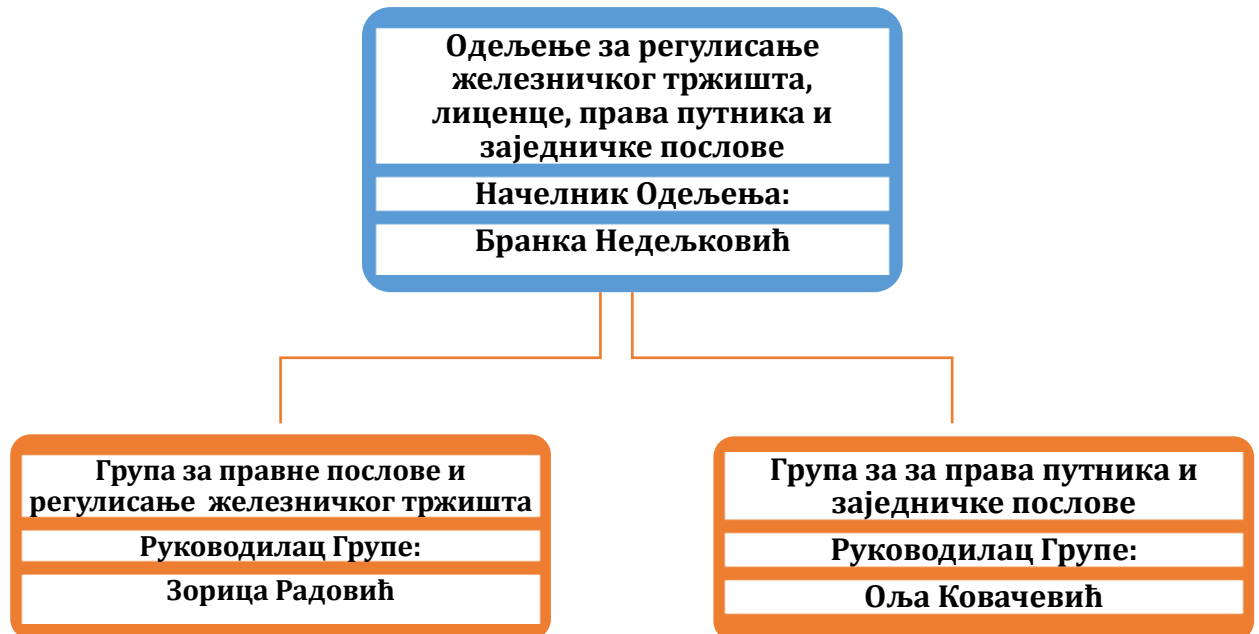 Одељење за регулисање
железничког тржишта,
лиценце, права путника и
заједничке послове
Начелник Одељења:
Бранка Недељковић
Група за правне послове и
регулисање  железничког тржишта
Руководилац Групе:
Зорица Радовић
Група за за права путника и
заједничке послове
Руководилац Групе:
Оља Ковачевић